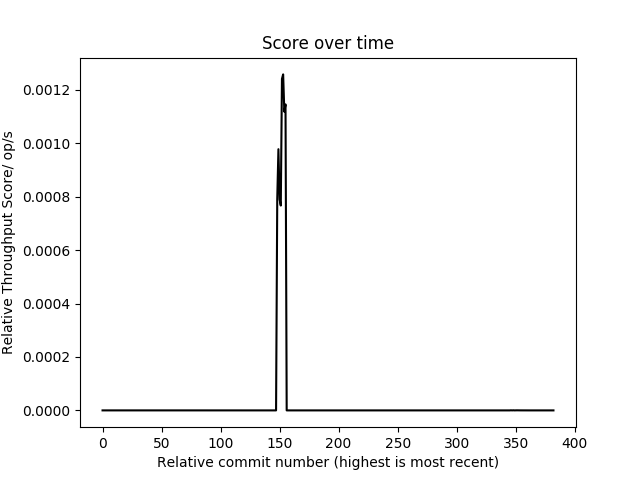 Score over time
Relative Throughput Score/ op/s
0.0012
0.0010
0.0008
0.0006
0.0004
0.0002
0.0000
0 50 100 150 200 250 300 350 400
Relative commit number (highest is most recent)